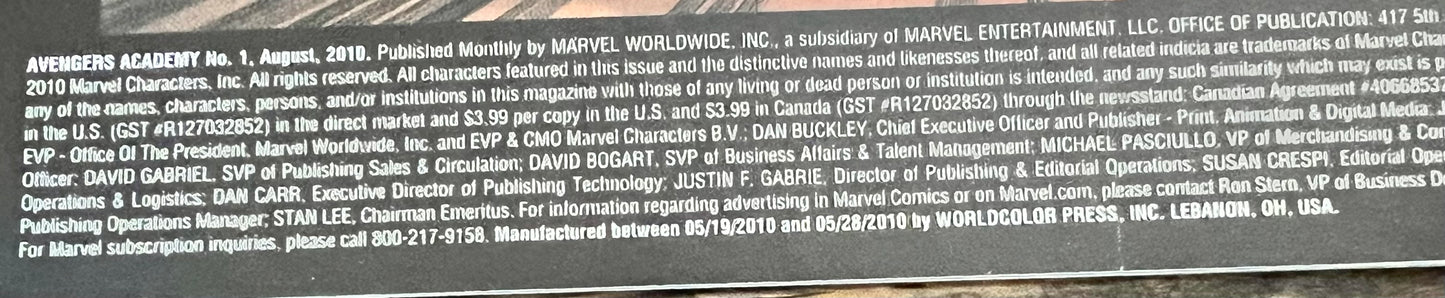 AVENGERS ACADEMY No. 1, August, 2010. Published Monthly by MARVEL WORLDWIDE, INC., a subsidiary of MARVEL ENTERTAINMENT, LLC. OFFICE OF PUBLICATION: 417 5th
2010 Marvel Characters, Inc. All rights reserved. All characters featured in this issue and the distinctive names and likenesses thereof, and all related indicia are trademarks of Marvel Cha
any of the names, characters, persons, and/or institutions in this magazine with those of any living or dead person or institution is intended, and any such similarity which may exist is p
in the U.S. (GST #R127032852) in the direct market and $3.99 per copy in the U.S. and $3.99 in Canada (GST #R127032852) through the newsstand; Canadian Agreement #40668537
EVP - Office Of The President, Marvel Worldwide, Inc. and EVP & CMO Marvel Characters B.V.; DAN BUCKLEY, Chief Executive Officer and Publisher - Print, Animation & Digital Media
Officer; DAVID GABRIEL, SVP of Publishing Sales & Circulation; DAVID BOGART, SVP of Business Affairs & Talent Management; MICHAEL PASCIULLO, VP of Merchandising & Co
Operations & Logistics; DAN CARR, Executive Director of Publishing Technology; JUSTIN F. GABRIE, Director of Publishing & Editorial Operations; SUSAN CRESPI, Editorial Ope
Publishing Operations Manager; STAN LEE, Chairman Emeritus. For information regarding advertising in Marvel Comics or on Marvel.com, please contact Ron Stern, VP of Business D
For Marvel subscription inquiries, please call 800-217-9158. Manufactured between 05/19/2010 and 05/28/2010 by WORLDCOLOR PRESS, INC. LEBANON, OH, USA.